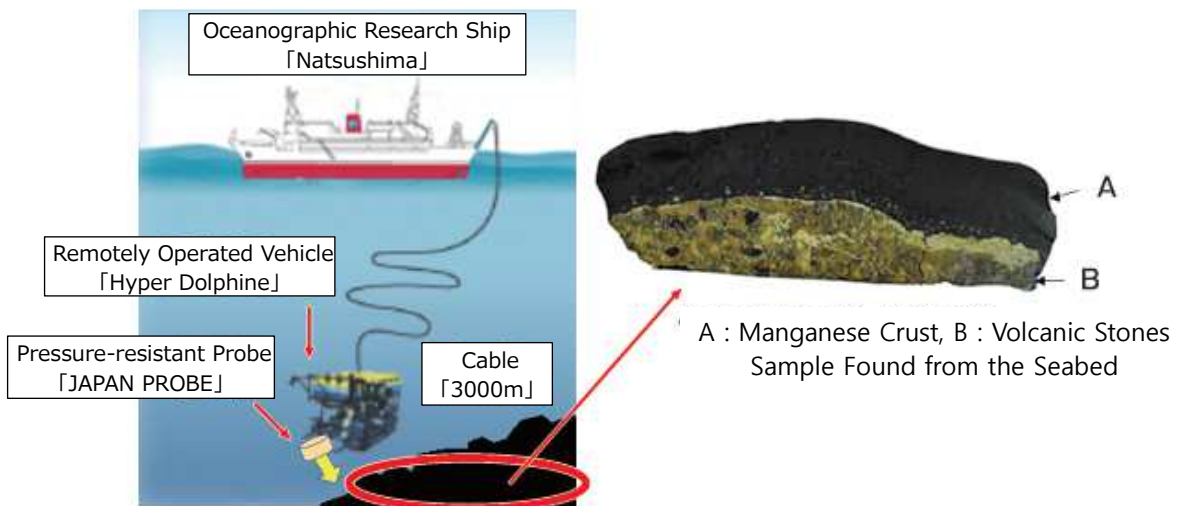 Oceanographic Research Ship
「Natsushima」
Remotely Operated Vehicle
「Hyper Dolphine」
Pressure-resistant Probe
「JAPAN PROBE」
Cable
「3000m」
A
B
A : Manganese Crust, B : Volcanic Stones
Sample Found from the Seabed